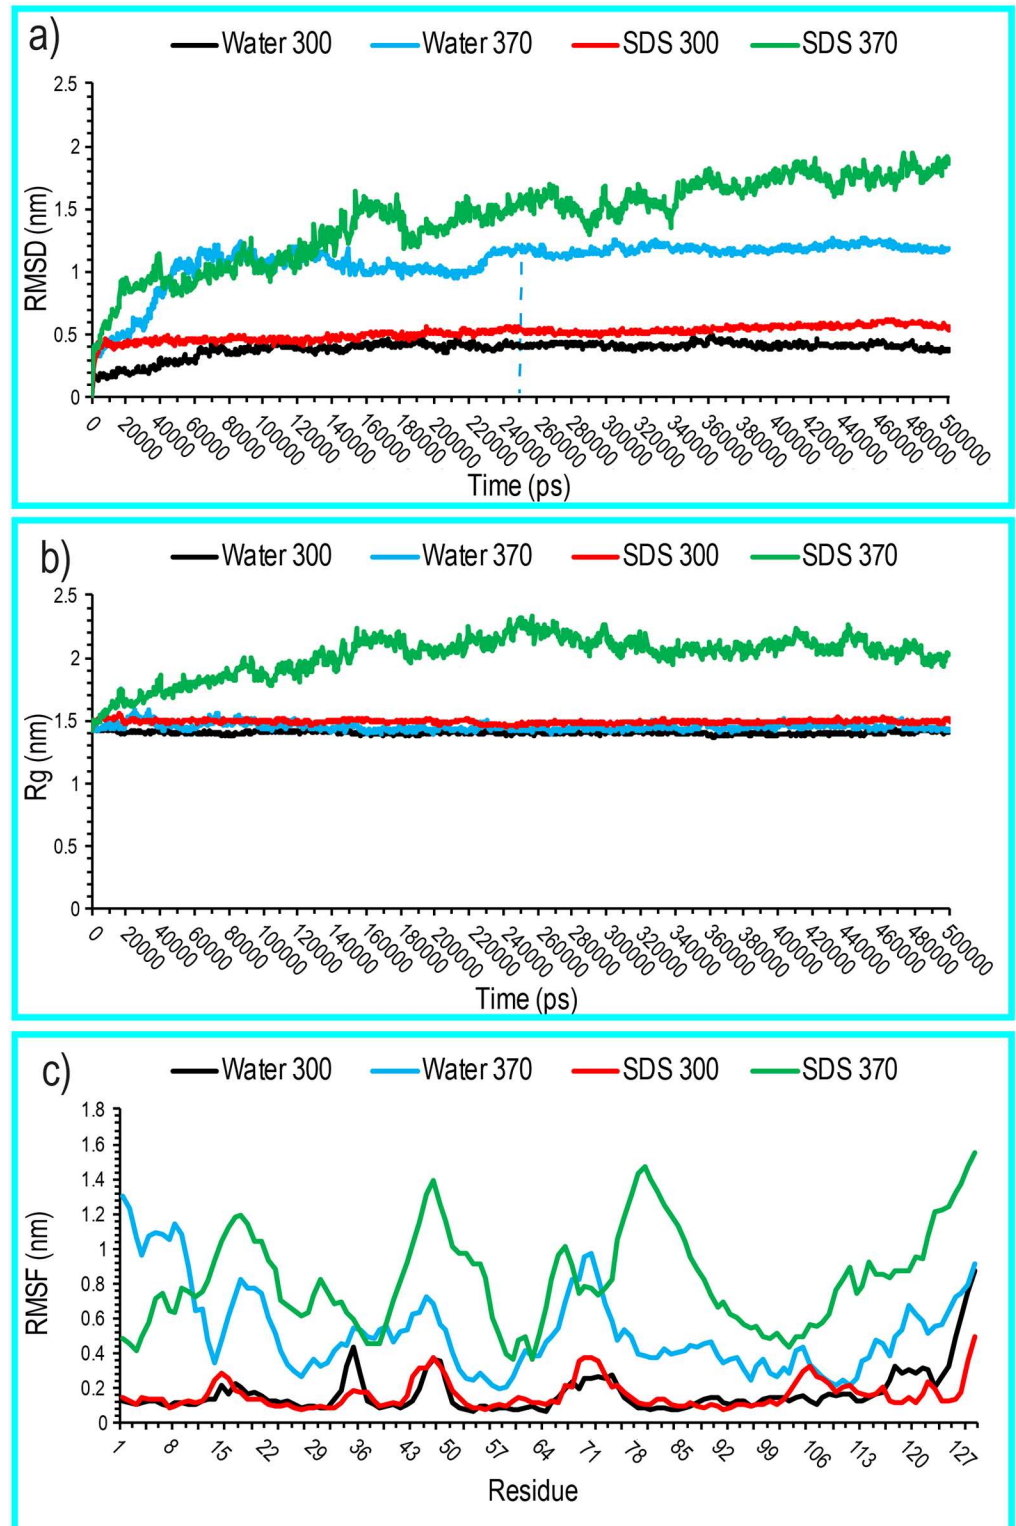 a)
Water 300 Water 370 SDS 300 SDS 370
2.5
2
1.5
1
0.5
0
RMSD (nm)
0 20000 40000 60000 80000 100000 120000 140000 160000 180000 200000 220000 240000 260000 280000 300000 320000 340000 360000 380000 400000 420000 440000 460000 480000 500000
Time (ps)
b)
Water 300 Water 370 SDS 300 SDS 370
2.5
2
1.5
1
0.5
0
Rg (nm)
0 20000 40000 60000 80000 100000 120000 140000 160000 180000 200000 220000 240000 260000 280000 300000 320000 340000 360000 380000 400000 420000 440000 460000 480000 500000
Time (ps)
c)
Water 300 Water 370 SDS 300 SDS 370
1.8
1.6
1.4
1.2
1
0.8
0.6
0.4
0.2
0
RMSF (nm)
1 8 15 22 29 36 43 50 57 64 71 78 85 92 99 106 113 120 127
Residue